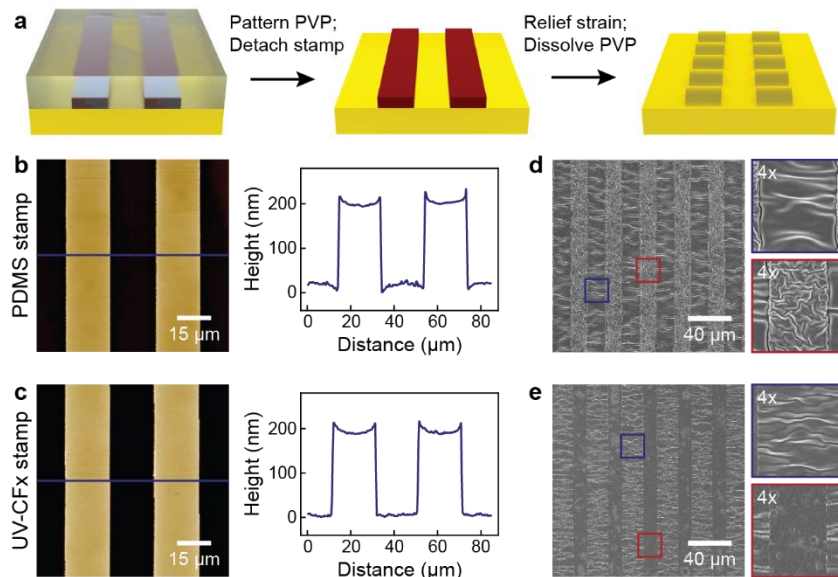 a
Pattern PVP;
Detach stamp
Relief strain;
Dissolve PVP
b
PDMS stamp
15 μm
Height (nm)
200
100
0
0 20 40 60 80
Distance (μm)
d
40 μm
4x
4x
c
UV-CFx stamp
15 μm
Height (nm)
200
100
0
0 20 40 60 80
Distance (μm)
e
40 μm
4x
4x